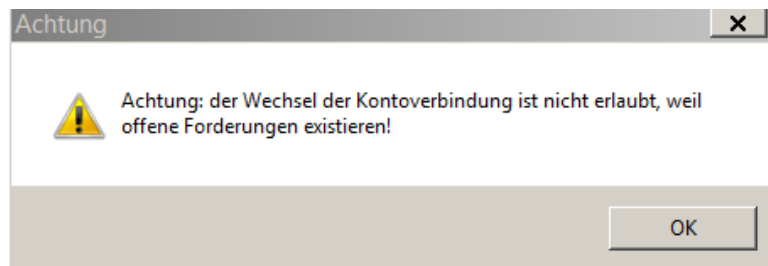 Achtung
Achtung: der Wechsel der Kontoverbindung ist nicht erlaubt, weil
offene Forderungen existieren!
OK